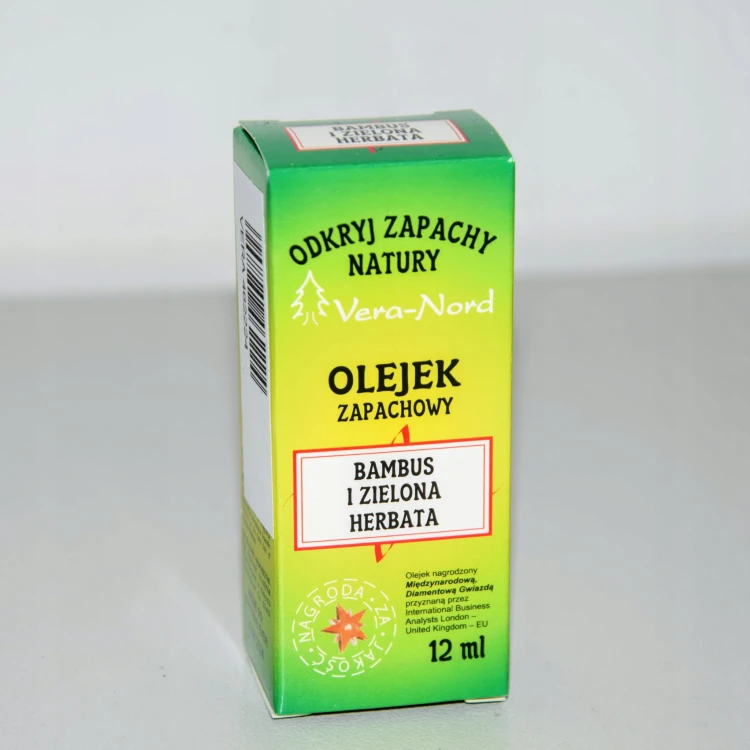 BAMBUS
I ZIELONA
HERBATA
ODKRYJ ZAPACHY
NATURY
Vera-Nord
OLEJEK
ZAPACHOWY
BAMBUS
I ZIELONA
HERBATA
NAGRODA · ZA · JAKOŚĆ
Olejek nagrodzony
Międzynarodową,
Diamentową Gwiazdą
przyznaną przez
International Business
Analysts London –
United Kingdom – EU
12 ml